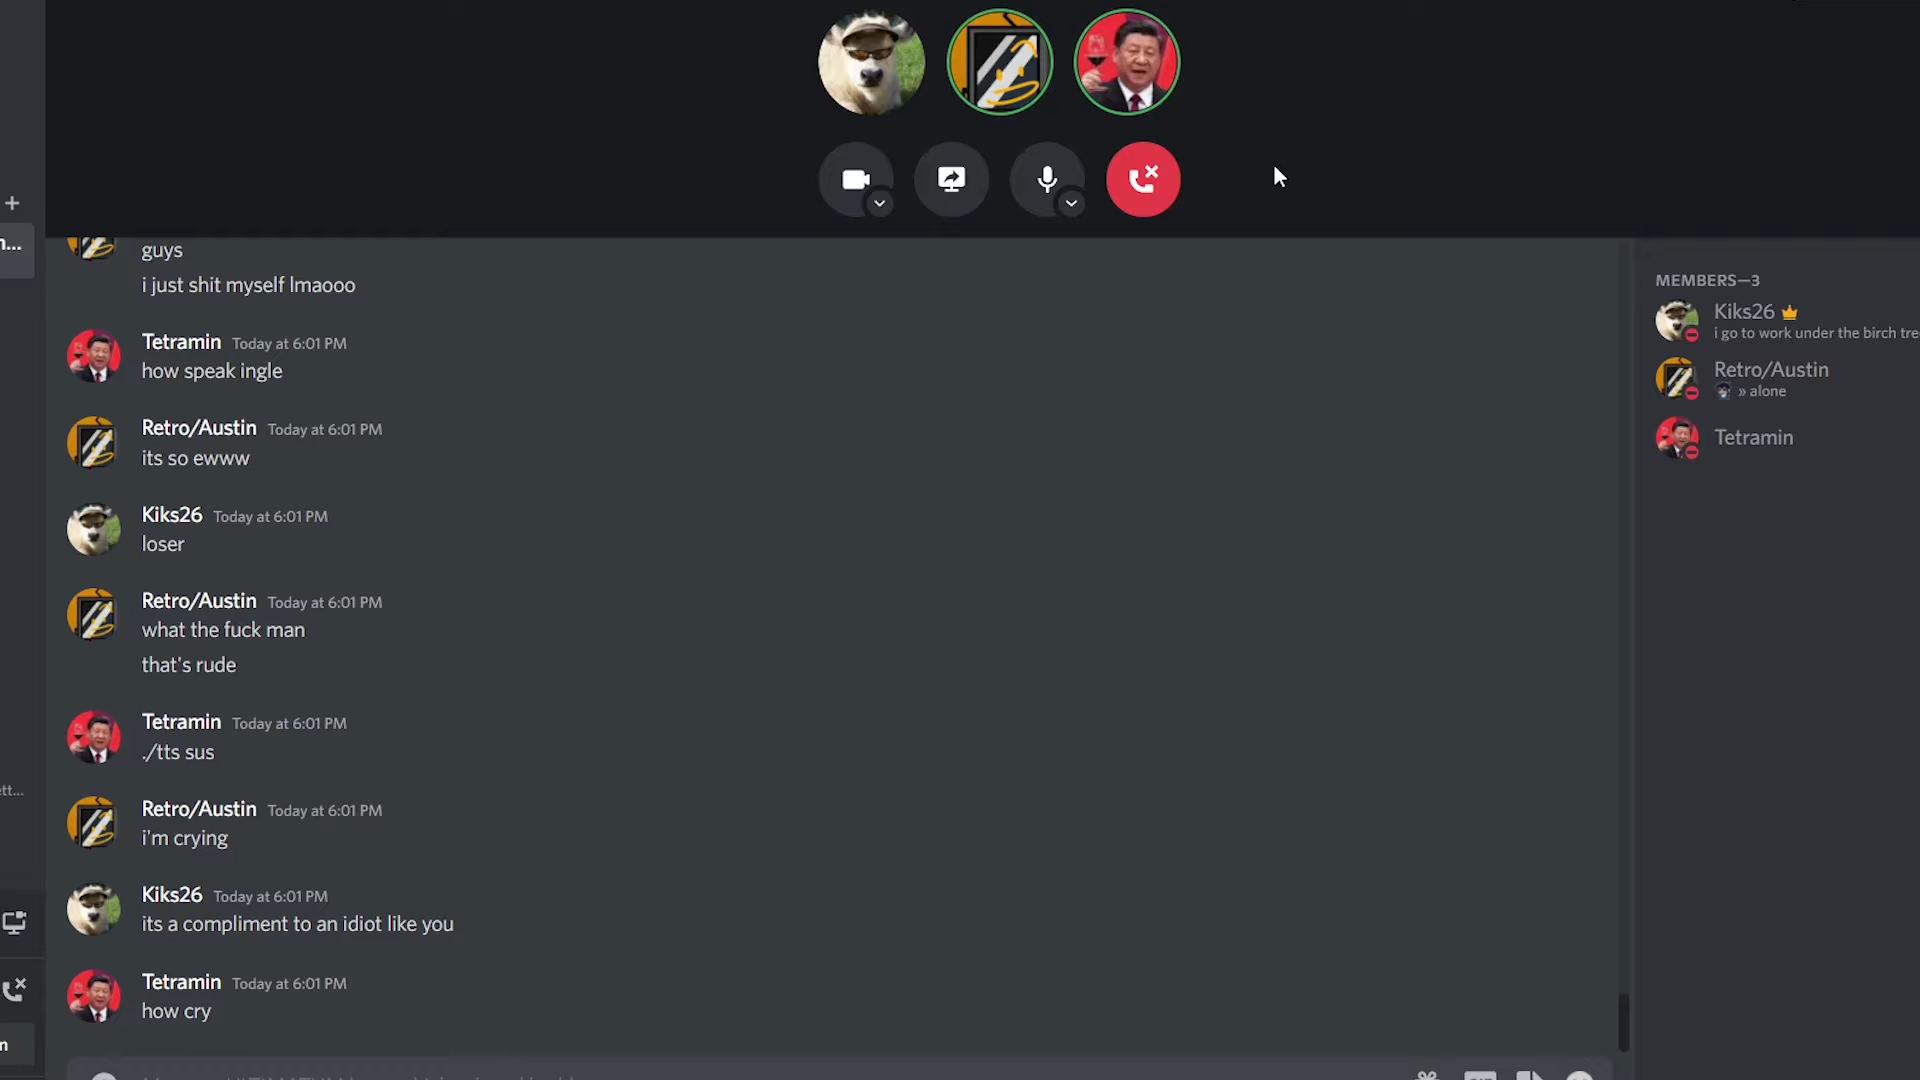 n...
guys
i just shit myself lmaooo
Tetramin Today at 6:01 PM
how speak ingle
Retro/Austin Today at 6:01 PM
its so ewww
Kiks26 Today at 6:01 PM
loser
Retro/Austin Today at 6:01 PM
what the fuck man
that's rude
Tetramin Today at 6:01 PM
./tts sus
ett...
Retro/Austin Today at 6:01 PM
i'm crying
Kiks26 Today at 6:01 PM
its a compliment to an idiot like you
Tetramin Today at 6:01 PM
how cry
n
MEMBERS—3
Kiks26
i go to work under the birch tre
Retro/Austin
» alone
Tetramin